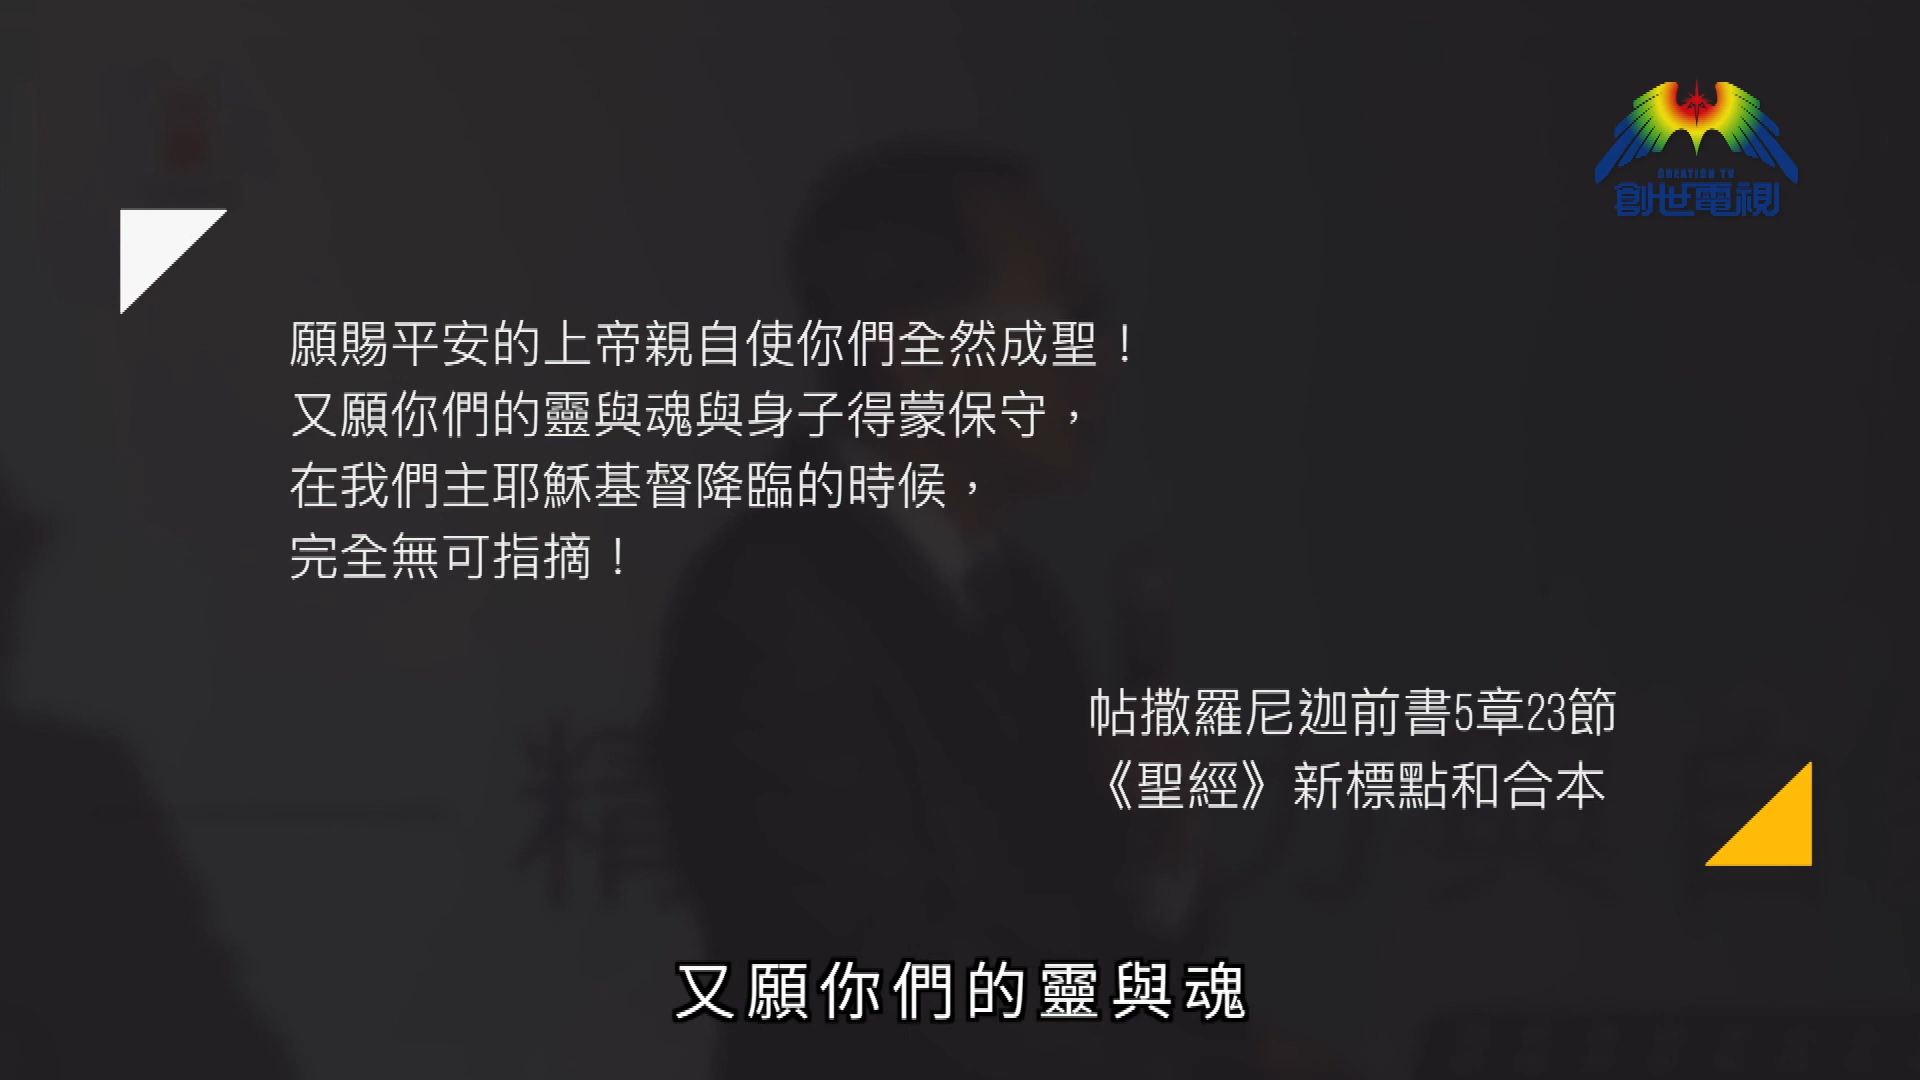 CREATION TV
創世電視
願賜平安的上帝親自使你們全然成聖！
又願你們的靈與魂與身子得蒙保守，
在我們主耶穌基督降臨的時候，
完全無可指摘！
帖撒羅尼迦前書5章23節
《聖經》新標點和合本
又願你們的靈與魂